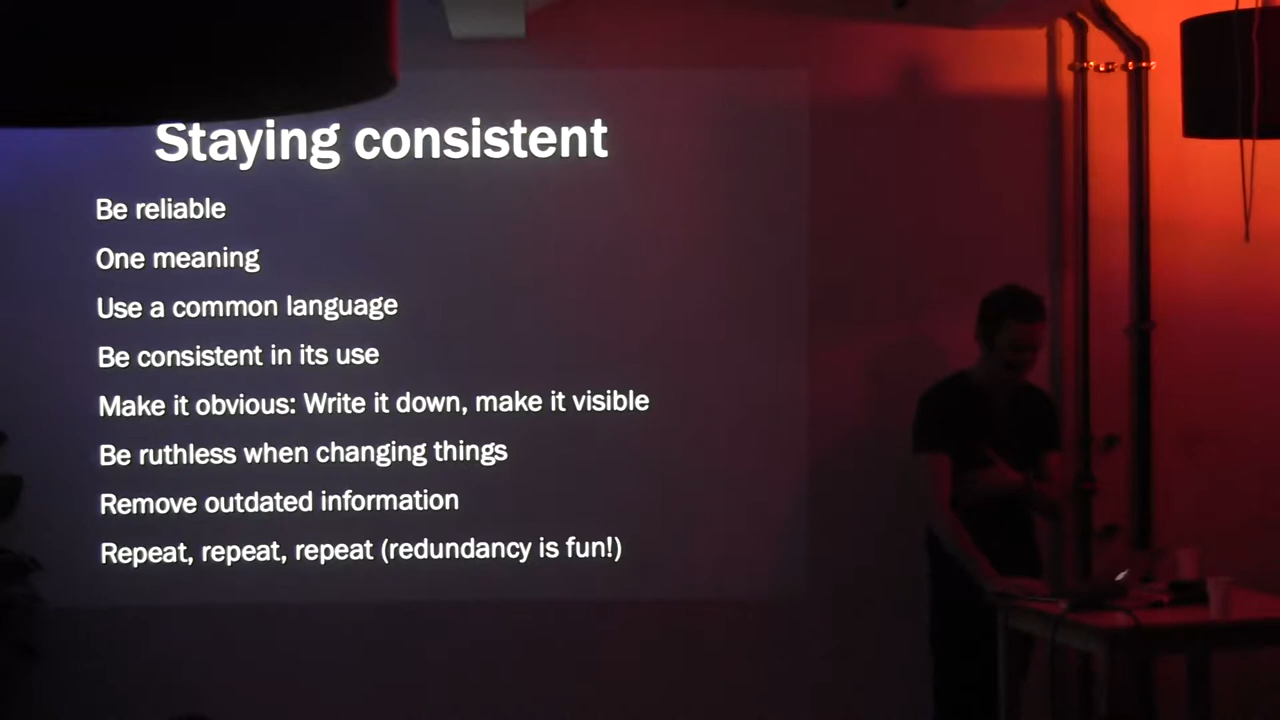 Staying consistent
Be reliable
One meaning
Use a common language
Be consistent in its use
Make it obvious: Write it down, make it visible
Be ruthless when changing things
Remove outdated information
Repeat, repeat, repeat (redundancy is fun!)